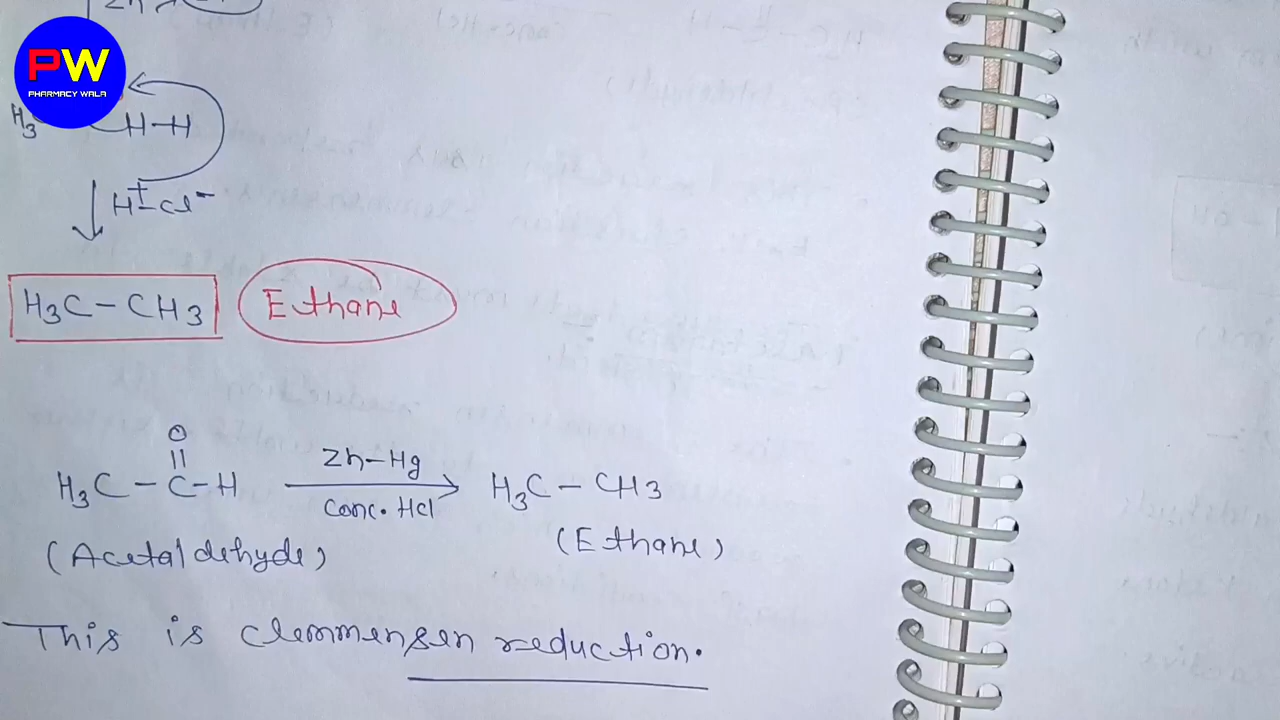 PW
PHARMACY WALA
H3
H-H
H+-Cl-
H3C-CH3 Ethane
O
||
H3C-C-H Zn-Hg H3C-CH3
Conc. HCl
(Acetaldehyde) (Ethane)
This is clemmensen reduction.